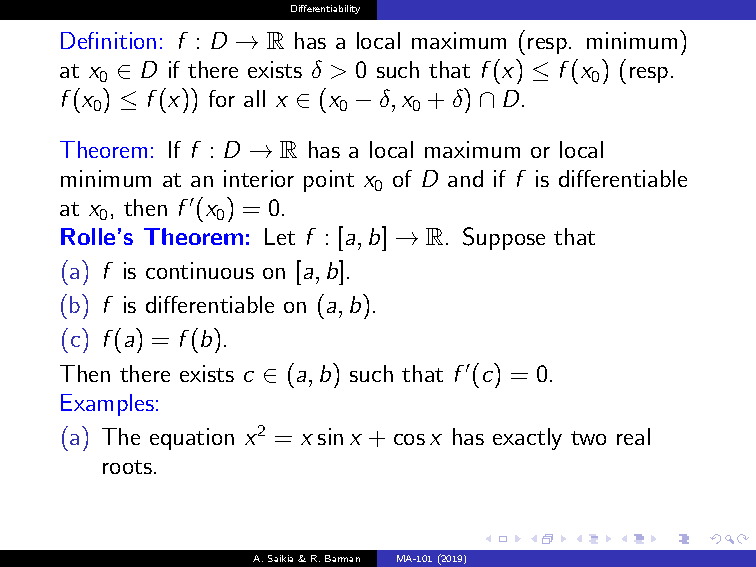 Differentiability
Definition: f : D → ℝ has a local maximum (resp. minimum)
at x₀ ∈ D if there exists δ > 0 such that f(x) ≤ f(x₀) (resp.
f(x₀) ≤ f(x)) for all x ∈ (x₀ − δ, x₀ + δ) ∩ D.
Theorem: If f : D → ℝ has a local maximum or local
minimum at an interior point x₀ of D and if f is differentiable
at x₀, then f′(x₀) = 0.
Rolle's Theorem: Let f : [a, b] → ℝ. Suppose that
(a) f is continuous on [a, b].
(b) f is differentiable on (a, b).
(c) f(a) = f(b).
Then there exists c ∈ (a, b) such that f′(c) = 0.
Examples:
(a) The equation x² = x sin x + cos x has exactly two real
roots.
A. Saikia & R. Barman MA-101 (2019)